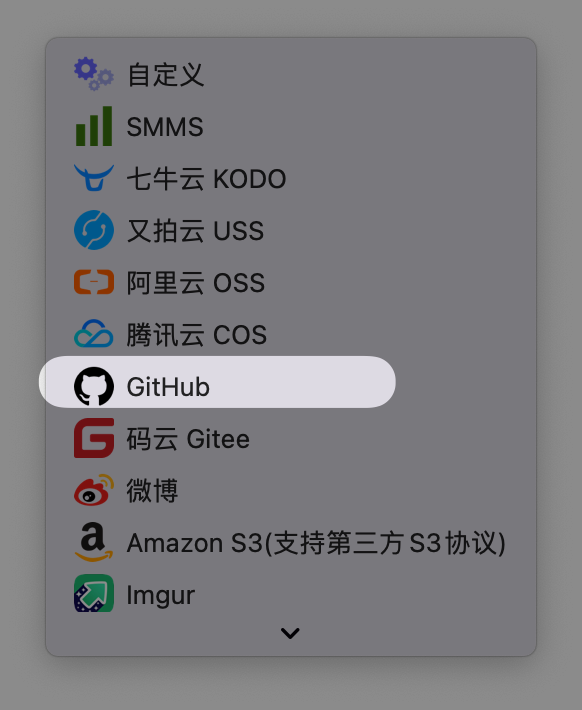 自定义
SMMS
七牛云 KODO
又拍云 USS
阿里云 OSS
腾讯云 COS
GitHub
码云 Gitee
微博
Amazon S3(支持第三方S3协议)
Imgur